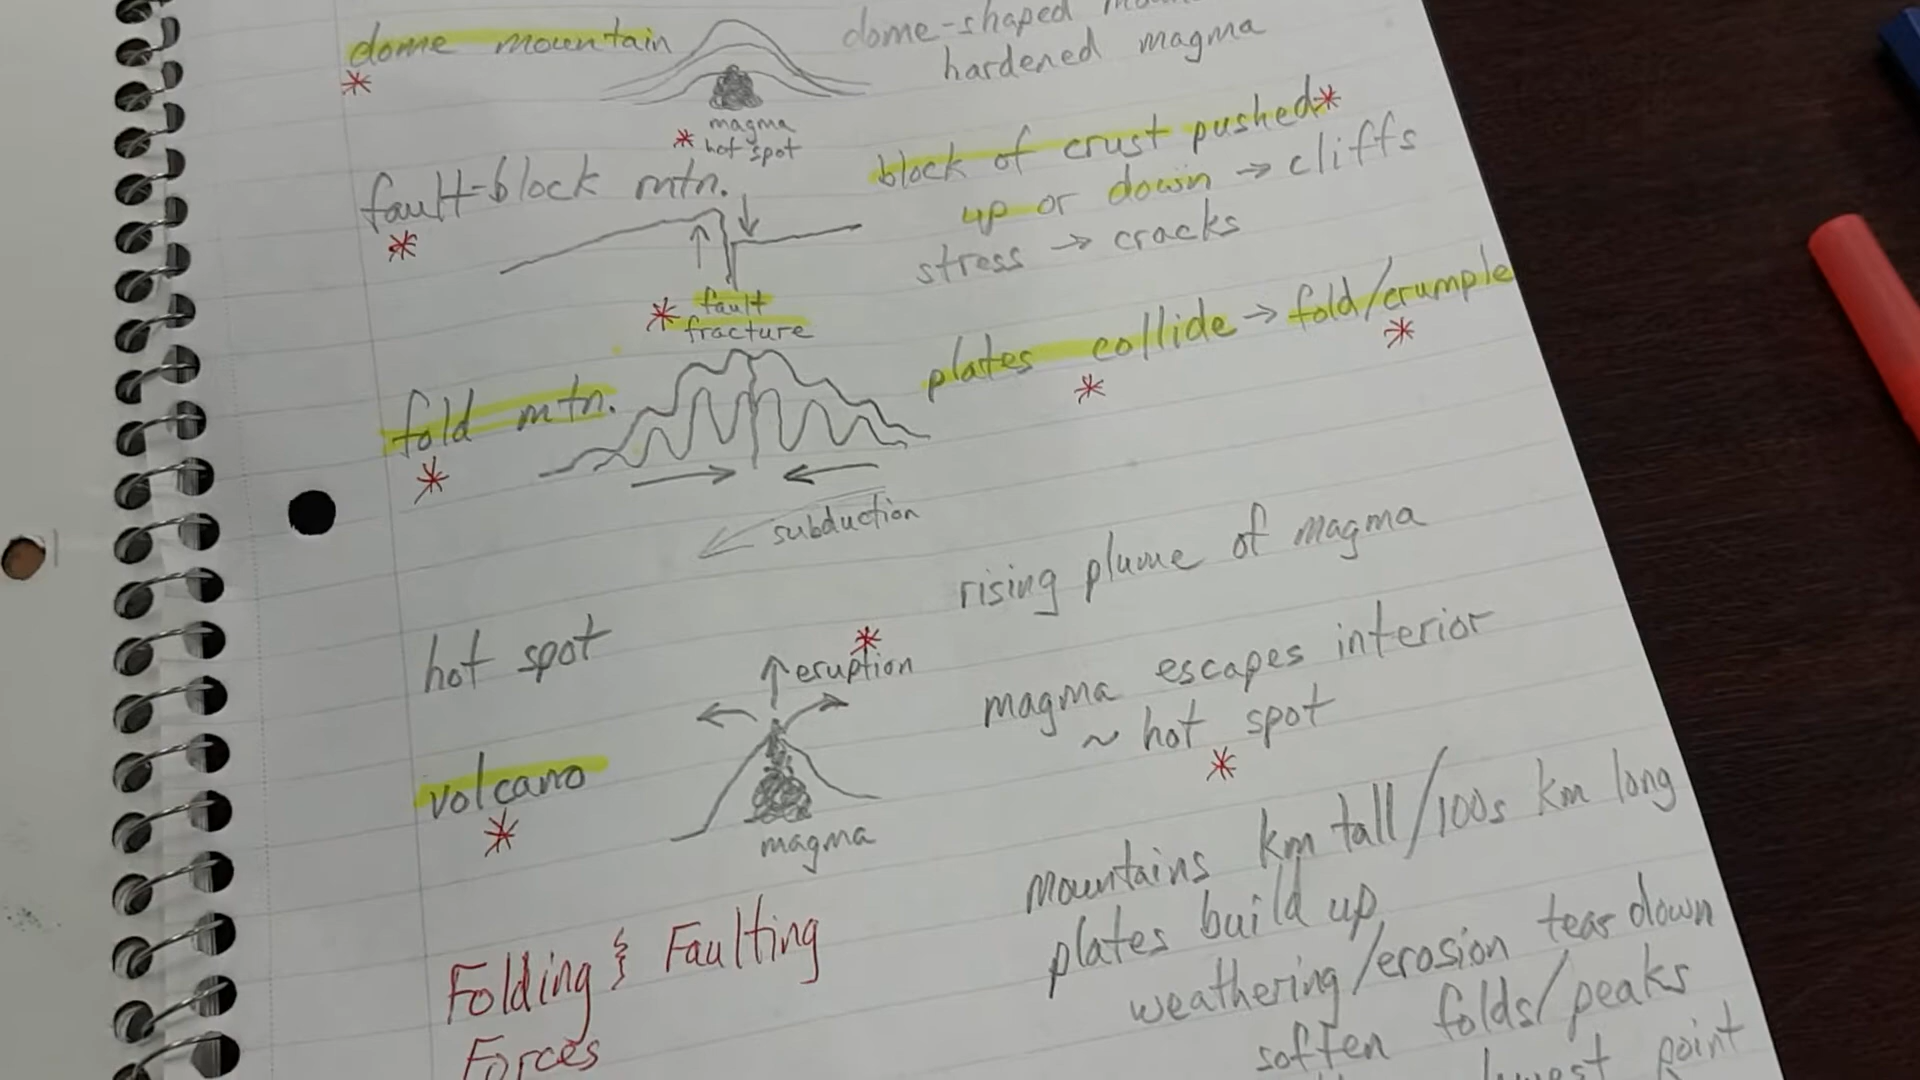 dome mountain
dome-shaped
hardened magma
magma
hot spot
fault-block mtn.
block of crust pushed
up or down → cliffs
stress → cracks
fault
fracture
fold mtn.
plates collide → fold/crumple
subduction
hot spot
rising plume of magma
↑ eruption
volcano
magma
magma escapes interior
~ hot spot
Folding & Faulting
Forces
mountains km tall/100s km long
plates build up
weathering/erosion tear down
soften folds/peaks
lowest point